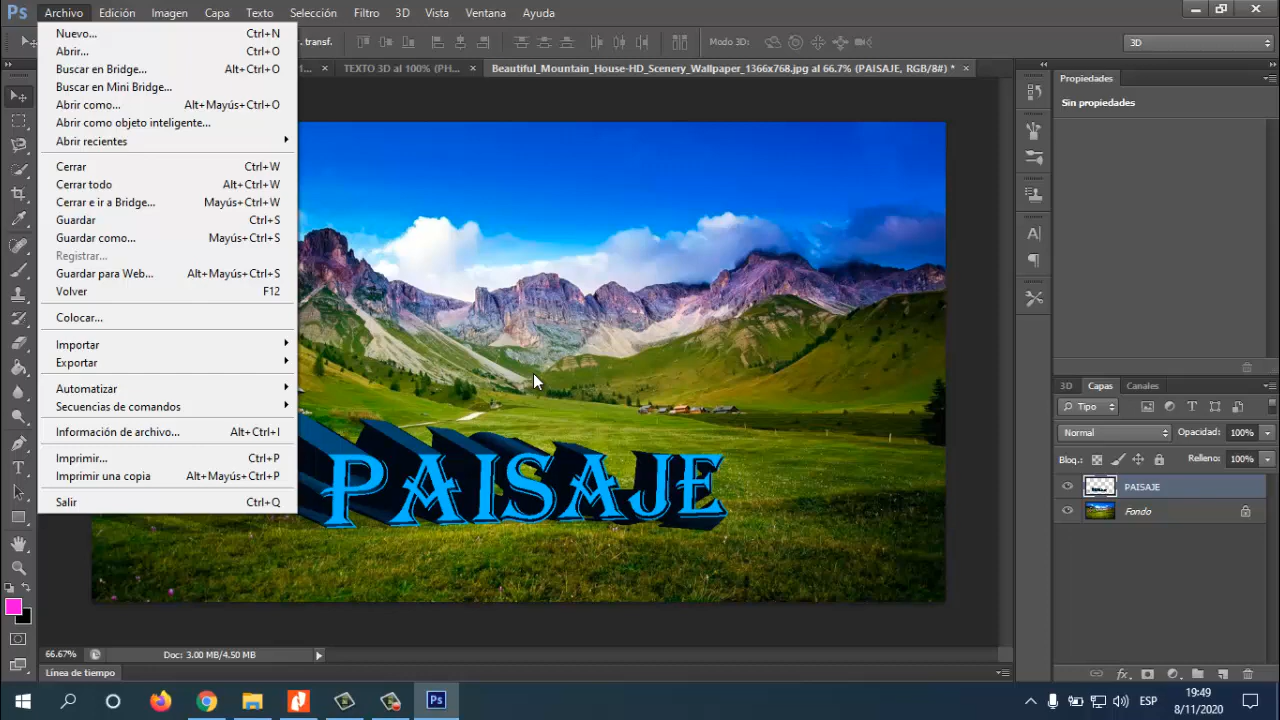 Ps Archivo Edición Imagen Capa Texto Selección Filtro 3D Vista Ventana Ayuda
transf. Modo 3D: 3D
TEXTO 3D al 100% (PH... × Beautiful_Mountain_House-HD_Scenery_Wallpaper_1366x768.jpg al 66.7% (PAISAJE, RGB/8#) * ×
Nuevo... Ctrl+N
Abrir... Ctrl+O
Buscar en Bridge... Alt+Ctrl+O
Buscar en Mini Bridge...
Abrir como... Alt+Mayús+Ctrl+O
Abrir como objeto inteligente...
Abrir recientes
Cerrar Ctrl+W
Cerrar todo Alt+Ctrl+W
Cerrar e ir a Bridge... Mayús+Ctrl+W
Guardar Ctrl+S
Guardar como... Mayús+Ctrl+S
Registrar...
Guardar para Web... Alt+Mayús+Ctrl+S
Volver F12
Colocar...
Importar
Exportar
Automatizar
Secuencias de comandos
Información de archivo... Alt+Ctrl+I
Imprimir... Ctrl+P
Imprimir una copia Alt+Mayús+Ctrl+P
Salir Ctrl+Q
PAISAJE
Propiedades
Sin propiedades
3D Capas Canales
Tipo
Normal Opacidad: 100%
Bloq.: Relleno: 100%
PAISAJE
Fondo
66.67% Doc: 3.00 MB/4.50 MB
Línea de tiempo
Ps ESP 19:49
8/11/2020